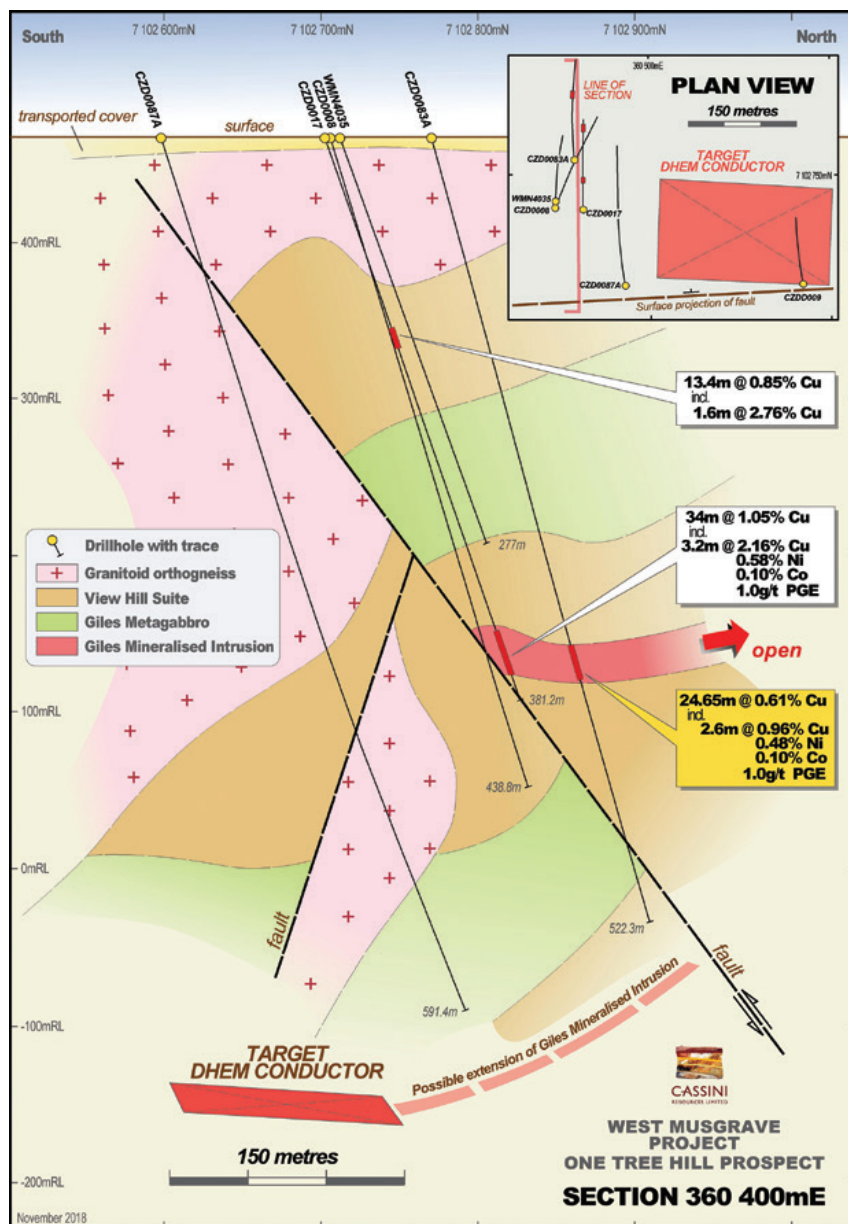 South
7 102 600mN
7 102 700mN
7 102 800mN
7 102 900mN
North
CZD0087A
CZD0017
CZD0008
WMN4035
CZD0083A
transported cover
surface
360 500mE
PLAN VIEW
150 metres
LINE OF
SECTION
TARGET
DHEM CONDUCTOR
7 102 750mN
CZD0083A
WMN4035
CZD0008
CZD0017
CZD0087A
CZDD009
Surface projection of fault
400mRL
300mRL
100mRL
0mRL
-100mRL
-200mRL
13.4m @ 0.85% Cu
incl.
1.6m @ 2.76% Cu
34m @ 1.05% Cu
incl.
3.2m @ 2.16% Cu
0.58% Ni
0.10% Co
1.0g/t PGE
open
24.65m @ 0.61% Cu
incl.
2.6m @ 0.96% Cu
0.48% Ni
0.10% Co
1.0g/t PGE
Drillhole with trace
Granitoid orthogneiss
View Hill Suite
Giles Metagabbro
Giles Mineralised Intrusion
277m
381.2m
438.8m
522.3m
591.4m
fault
fault
TARGET
DHEM CONDUCTOR
Possible extension of Giles Mineralised Intrusion
150 metres
CASSINI
RESOURCES LIMITED
WEST MUSGRAVE
PROJECT
ONE TREE HILL PROSPECT
SECTION 360 400mE
November 2018